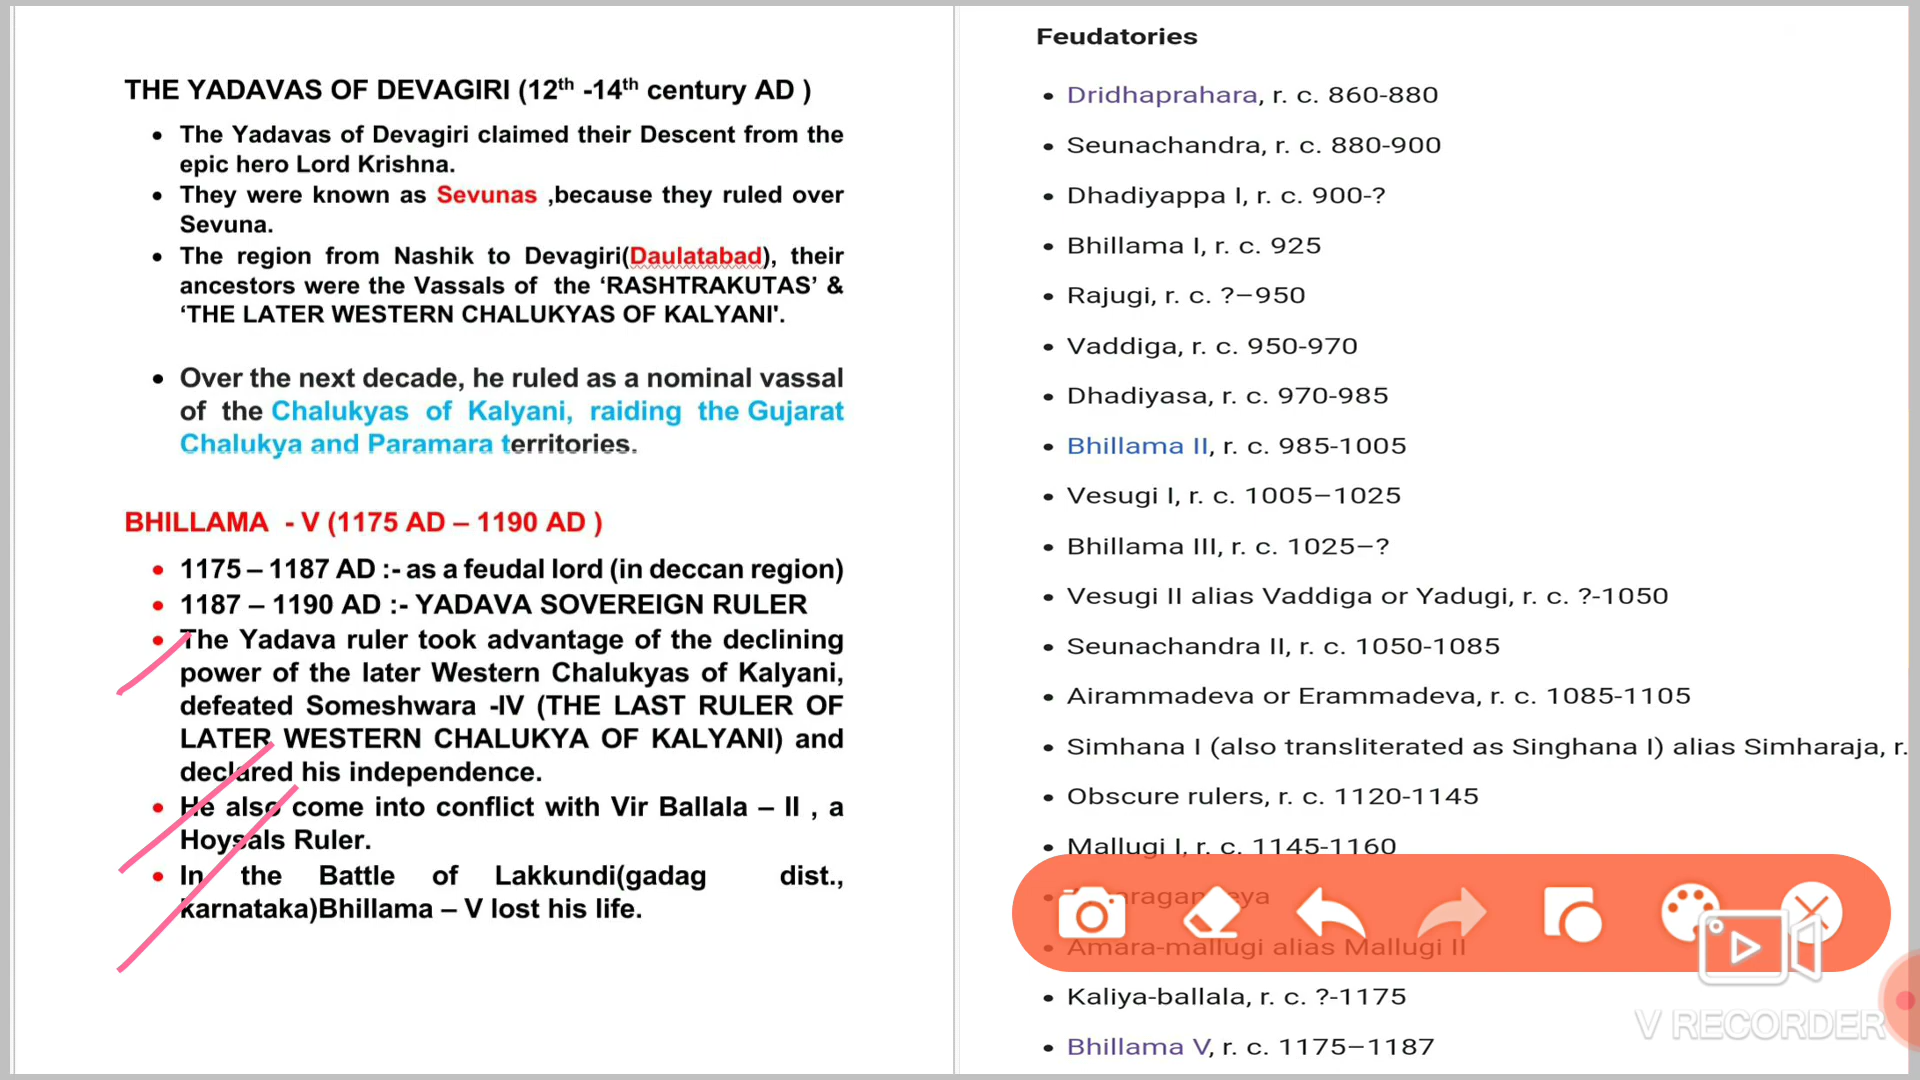 THE YADAVAS OF DEVAGIRI (12th -14th century AD )
• The Yadavas of Devagiri claimed their Descent from the
epic hero Lord Krishna.
• They were known as Sevunas ,because they ruled over
Sevuna.
• The region from Nashik to Devagiri(Daulatabad), their
ancestors were the Vassals of the ‘RASHTRAKUTAS’ &
‘THE LATER WESTERN CHALUKYAS OF KALYANI'.
• Over the next decade, he ruled as a nominal vassal
of the Chalukyas of Kalyani, raiding the Gujarat
Chalukya and Paramara territories.
BHILLAMA - V (1175 AD – 1190 AD )
• 1175 – 1187 AD :- as a feudal lord (in deccan region)
• 1187 – 1190 AD :- YADAVA SOVEREIGN RULER
• The Yadava ruler took advantage of the declining
power of the later Western Chalukyas of Kalyani,
defeated Someshwara -IV (THE LAST RULER OF
LATER WESTERN CHALUKYA OF KALYANI) and
declared his independence.
• He also come into conflict with Vir Ballala – II , a
Hoysals Ruler.
• In the Battle of Lakkundi(gadag dist.,
karnataka)Bhillama – V lost his life.
Feudatories
• Dridhaprahara, r. c. 860-880
• Seunachandra, r. c. 880-900
• Dhadiyappa I, r. c. 900-?
• Bhillama I, r. c. 925
• Rajugi, r. c. ?–950
• Vaddiga, r. c. 950-970
• Dhadiyasa, r. c. 970-985
• Bhillama II, r. c. 985-1005
• Vesugi I, r. c. 1005–1025
• Bhillama III, r. c. 1025–?
• Vesugi II alias Vaddiga or Yadugi, r. c. ?-1050
• Seunachandra II, r. c. 1050-1085
• Airammadeva or Erammadeva, r. c. 1085-1105
• Simhana I (also transliterated as Singhana I) alias Simharaja, r.
• Obscure rulers, r. c. 1120-1145
• Mallugi I, r. c. 1145-1160
• Amara-mallugi alias Mallugi II
• Kaliya-ballala, r. c. ?-1175
• Bhillama V, r. c. 1175–1187
V RECORDER